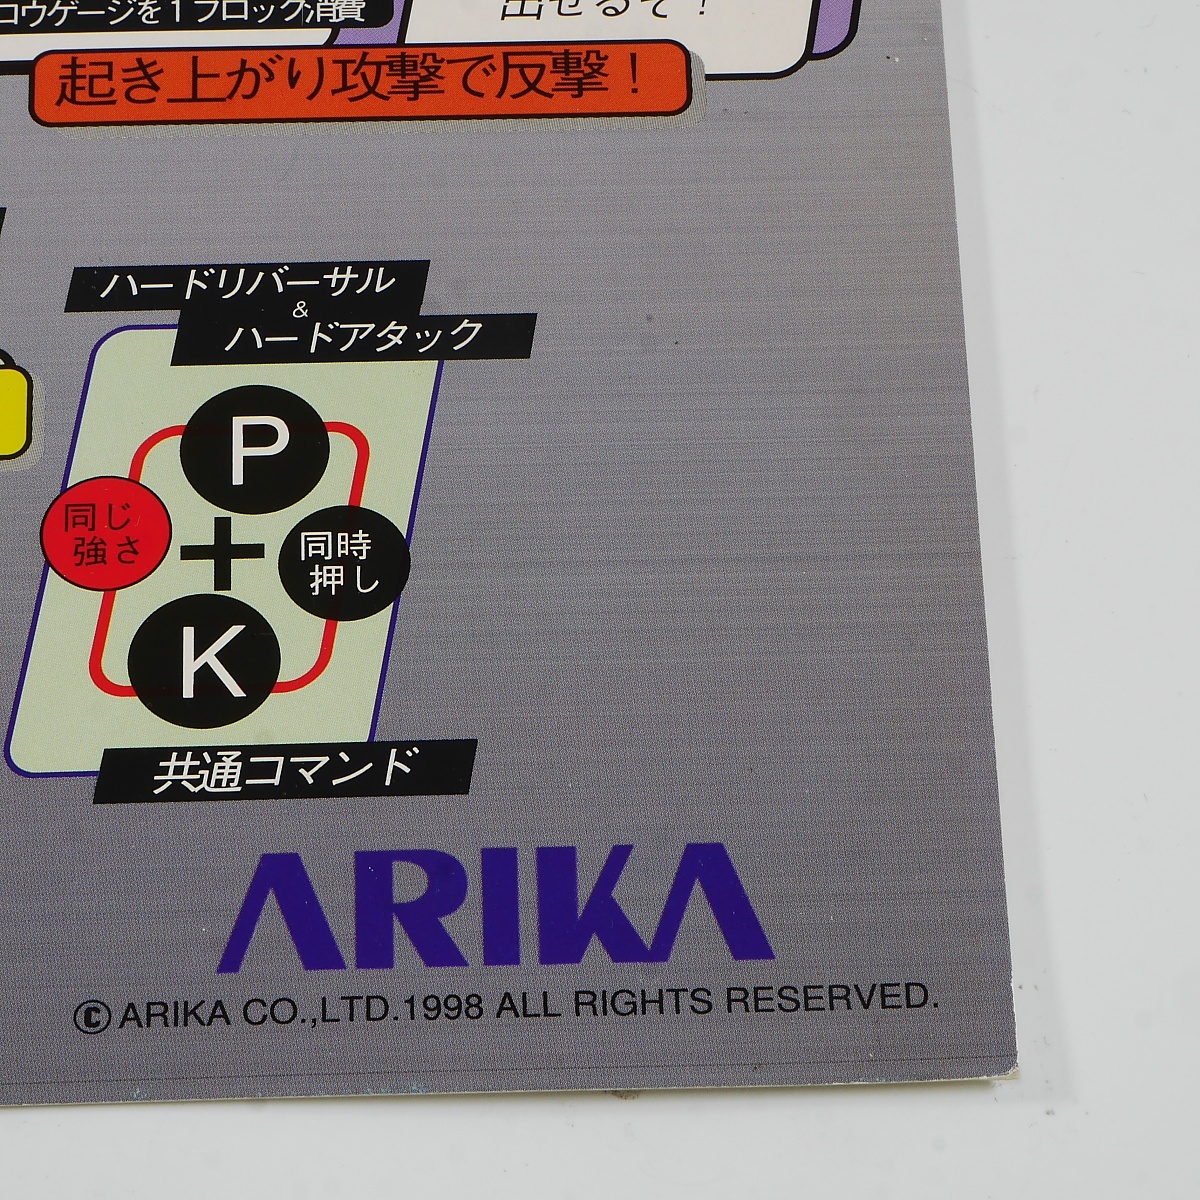 コウゲージを1ブロック消費
出せるぞ!
起き上がり攻撃で反撃!
ハードリバーサル
&
ハードアタック
P
同じ
強さ
+
同時
押し
K
共通コマンド
ARIKA
©ARIKA CO.,LTD.1998 ALL RIGHTS RESERVED.